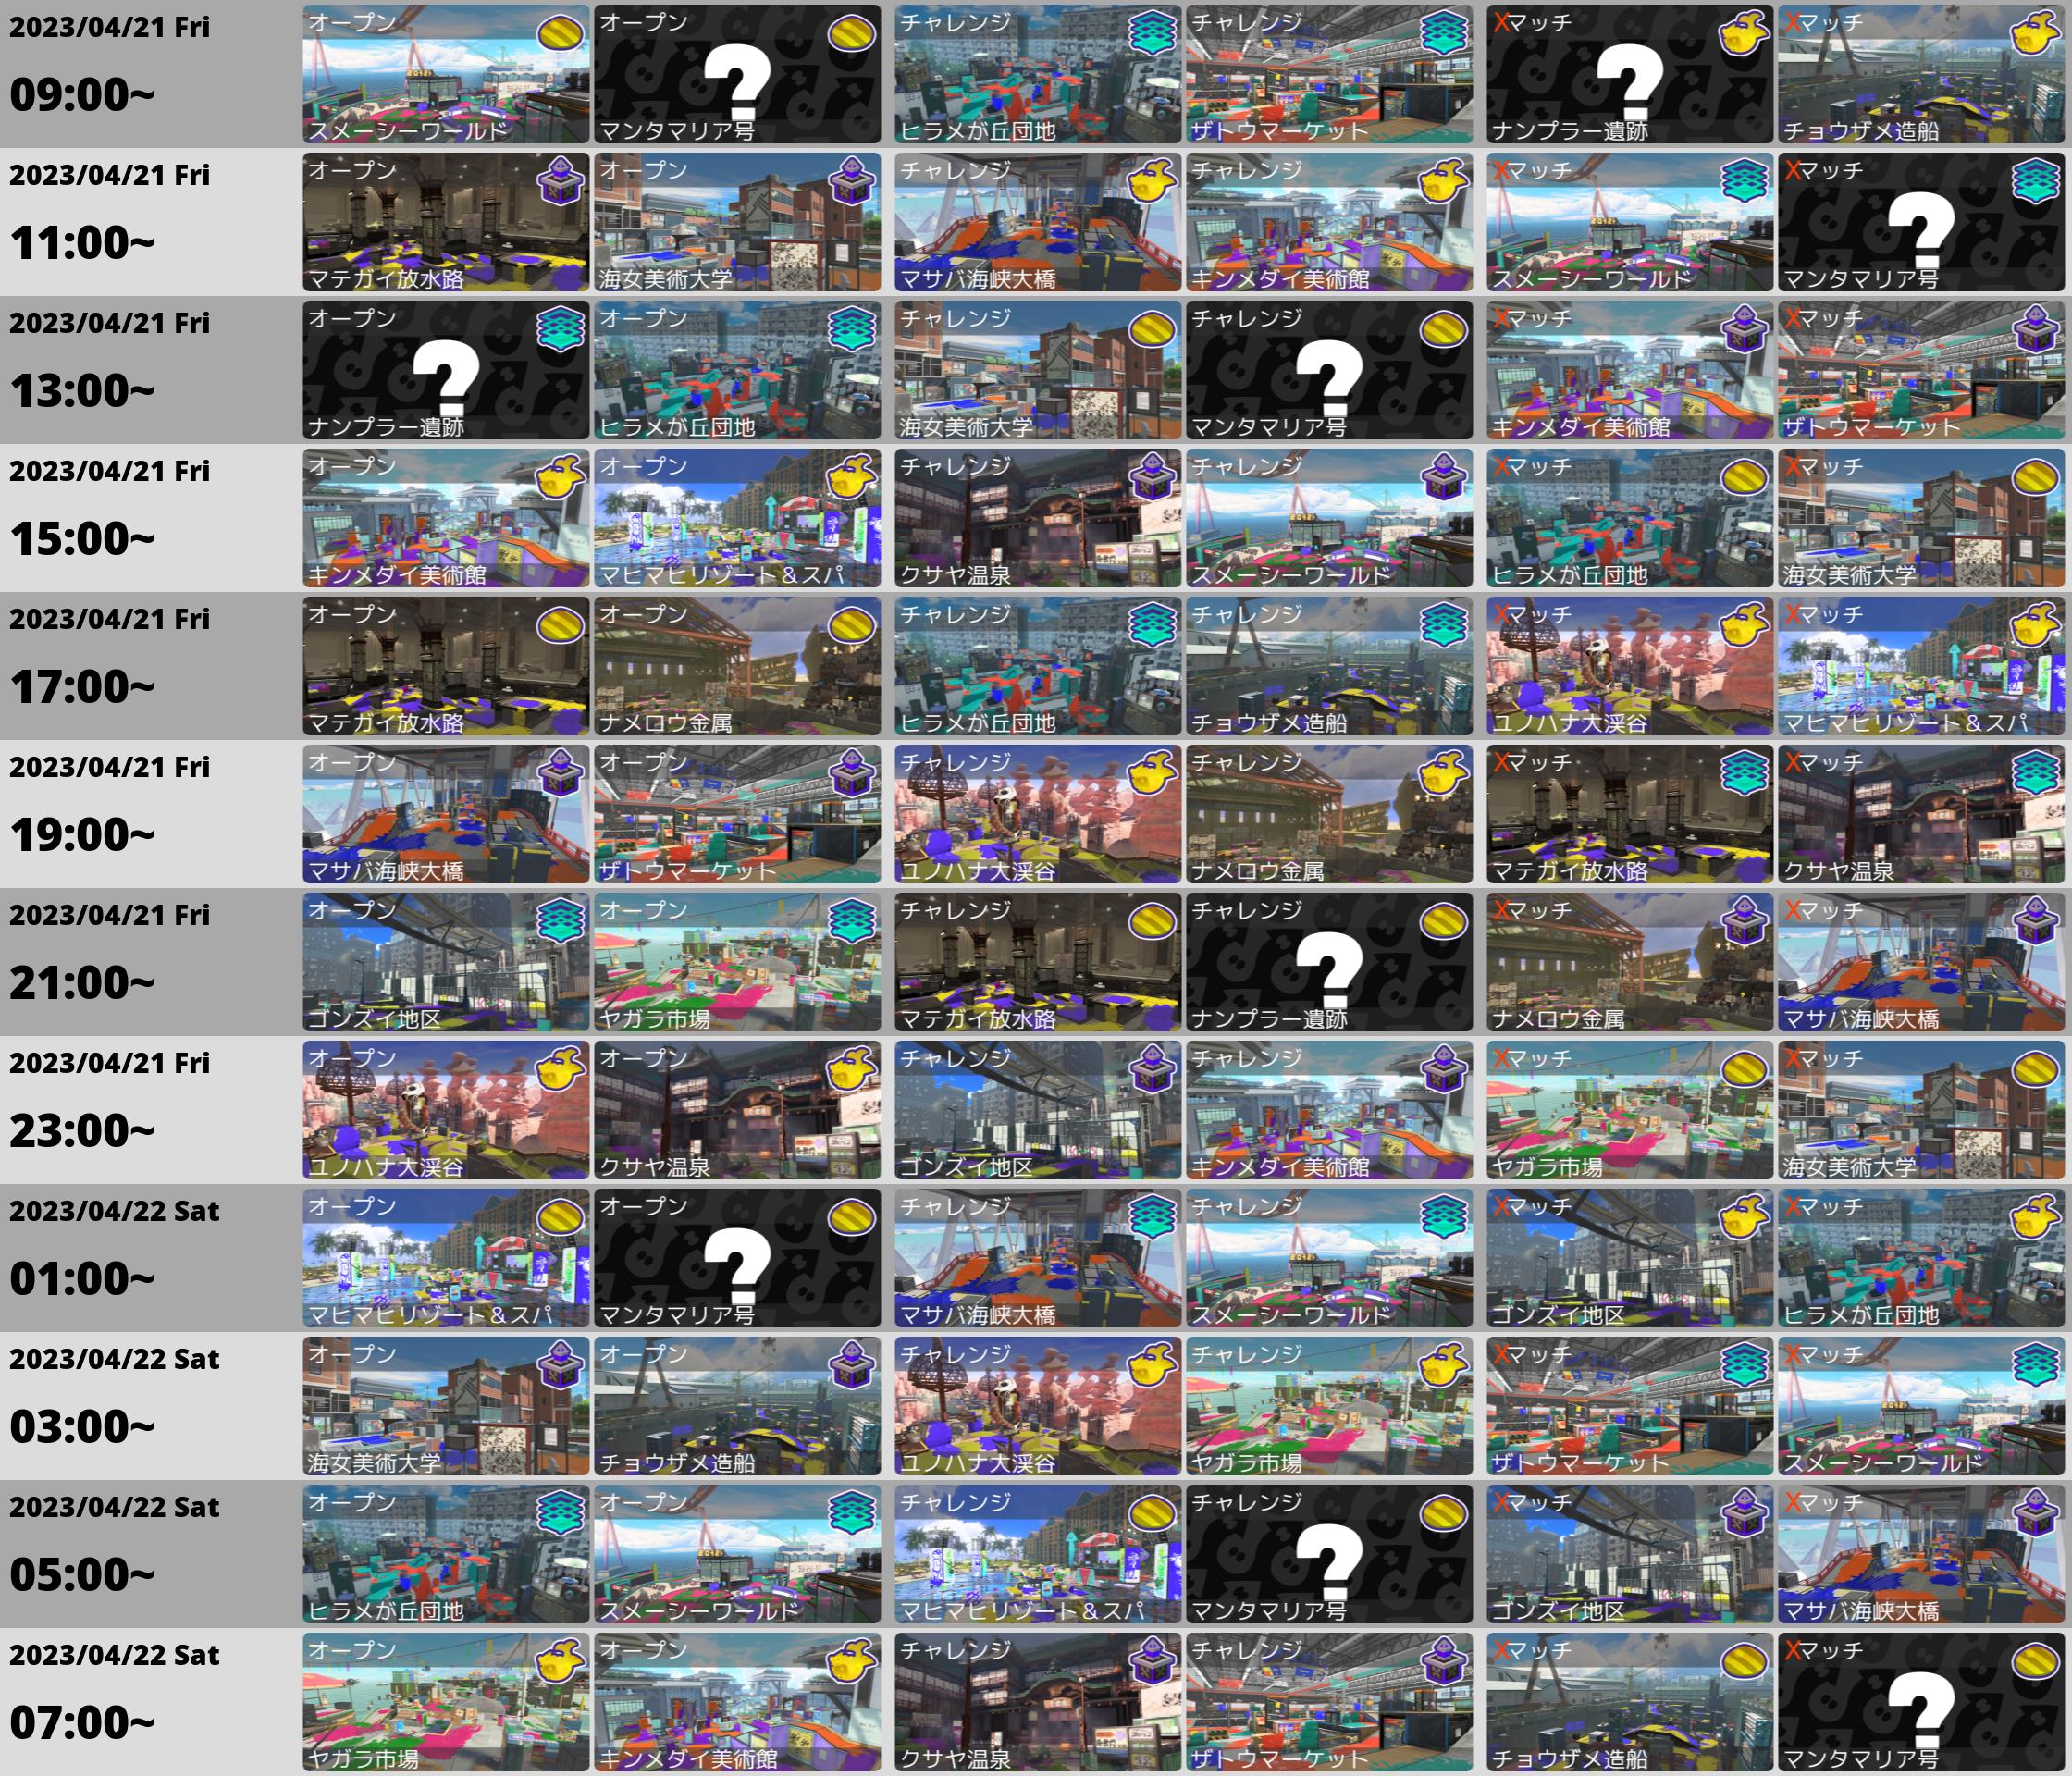 2023/04/21 Fri
09:00~
オープン オープン チャレンジ チャレンジ Xマッチ Xマッチ
スメーシーワールド マンタマリア号 ヒラメが丘団地 ザトウマーケット ナンプラー遺跡 チョウザメ造船
2023/04/21 Fri
11:00~
オープン オープン チャレンジ チャレンジ Xマッチ Xマッチ
マテガイ放水路 海女美術大学 マサバ海峡大橋 キンメダイ美術館 スメーシーワールド マンタマリア号
2023/04/21 Fri
13:00~
オープン オープン チャレンジ チャレンジ Xマッチ Xマッチ
ナンプラー遺跡 ヒラメが丘団地 海女美術大学 マンタマリア号 キンメダイ美術館 ザトウマーケット
2023/04/21 Fri
15:00~
オープン オープン チャレンジ チャレンジ Xマッチ Xマッチ
キンメダイ美術館 マヒマヒリゾート&スパ クサヤ温泉 スメーシーワールド ヒラメが丘団地 海女美術大学
2023/04/21 Fri
17:00~
オープン オープン チャレンジ チャレンジ Xマッチ Xマッチ
マテガイ放水路 ナメロウ金属 ヒラメが丘団地 チョウザメ造船 ユノハナ大渓谷 マヒマヒリゾート&スパ
2023/04/21 Fri
19:00~
オープン オープン チャレンジ チャレンジ Xマッチ Xマッチ
マサバ海峡大橋 ザトウマーケット ユノハナ大渓谷 ナメロウ金属 マテガイ放水路 クサヤ温泉
2023/04/21 Fri
21:00~
オープン オープン チャレンジ チャレンジ Xマッチ Xマッチ
ゴンズイ地区 ヤガラ市場 マテガイ放水路 ナンプラー遺跡 ナメロウ金属 マサバ海峡大橋
2023/04/21 Fri
23:00~
オープン オープン チャレンジ チャレンジ Xマッチ Xマッチ
ユノハナ大渓谷 クサヤ温泉 ゴンズイ地区 キンメダイ美術館 ヤガラ市場 海女美術大学
2023/04/22 Sat
01:00~
オープン オープン チャレンジ チャレンジ Xマッチ Xマッチ
マヒマヒリゾート&スパ マンタマリア号 マサバ海峡大橋 スメーシーワールド ゴンズイ地区 ヒラメが丘団地
2023/04/22 Sat
03:00~
オープン オープン チャレンジ チャレンジ Xマッチ Xマッチ
海女美術大学 チョウザメ造船 ユノハナ大渓谷 ヤガラ市場 ザトウマーケット スメーシーワールド
2023/04/22 Sat
05:00~
オープン オープン チャレンジ チャレンジ Xマッチ Xマッチ
ヒラメが丘団地 スメーシーワールド マヒマヒリゾート&スパ マンタマリア号 ゴンズイ地区 マサバ海峡大橋
2023/04/22 Sat
07:00~
オープン オープン チャレンジ チャレンジ Xマッチ Xマッチ
ヤガラ市場 キンメダイ美術館 クサヤ温泉 ザトウマーケット チョウザメ造船 マンタマリア号